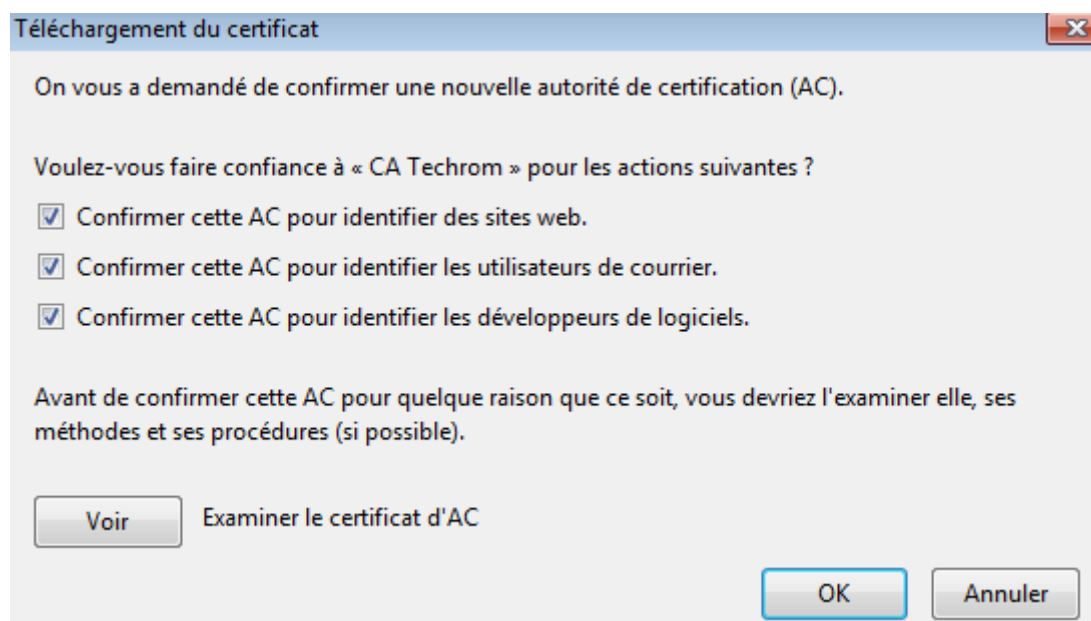 Téléchargement du certificat
On vous a demandé de confirmer une nouvelle autorité de certification (AC).
Voulez-vous faire confiance à « CA Techrom » pour les actions suivantes ?
Confirmer cette AC pour identifier des sites web.
Confirmer cette AC pour identifier les utilisateurs de courrier.
Confirmer cette AC pour identifier les développeurs de logiciels.
Avant de confirmer cette AC pour quelque raison que ce soit, vous devriez l'examiner elle, ses
méthodes et ses procédures (si possible).
Voir Examiner le certificat d'AC
OK Annuler